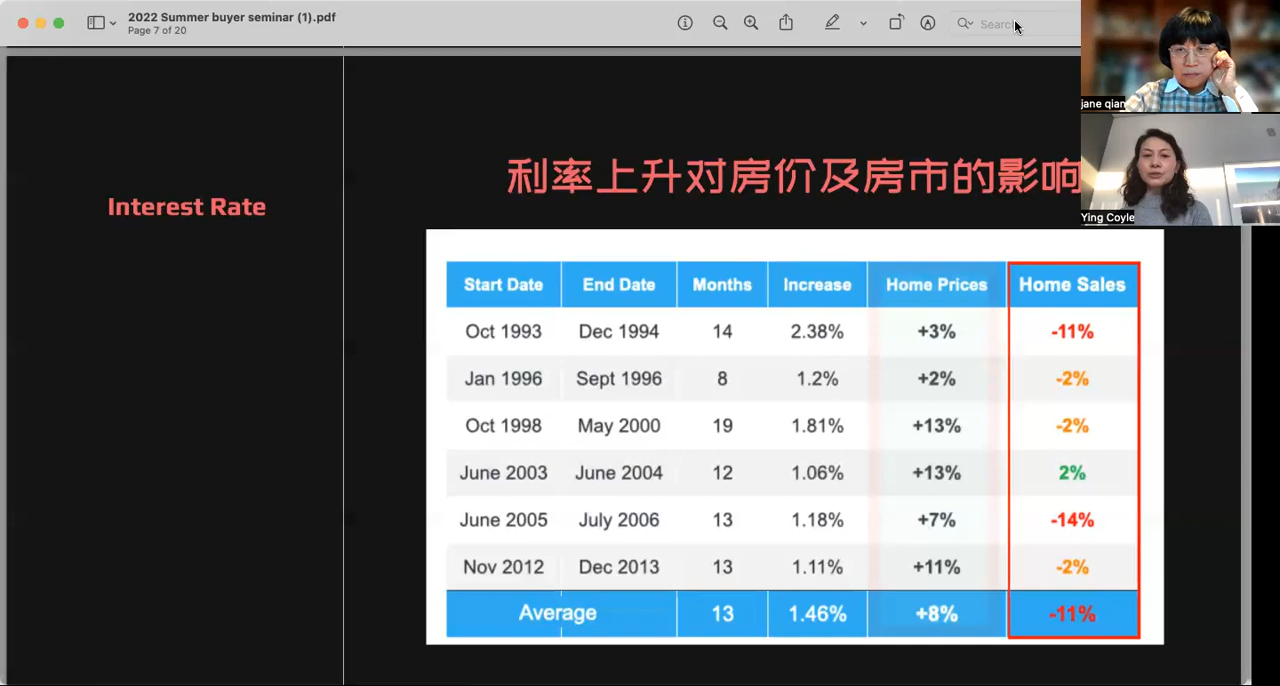 2022 Summer buyer seminar (1).pdf
Page 7 of 20
Search
jane qian
Ying Coyle
Interest Rate
利率上升对房价及房市的影响
Start Date End Date Months Increase Home Prices Home Sales
Oct 1993 Dec 1994 14 2.38% +3% -11%
Jan 1996 Sept 1996 8 1.2% +2% -2%
Oct 1998 May 2000 19 1.81% +13% -2%
June 2003 June 2004 12 1.06% +13% 2%
June 2005 July 2006 13 1.18% +7% -14%
Nov 2012 Dec 2013 13 1.11% +11% -2%
Average 13 1.46% +8% -11%